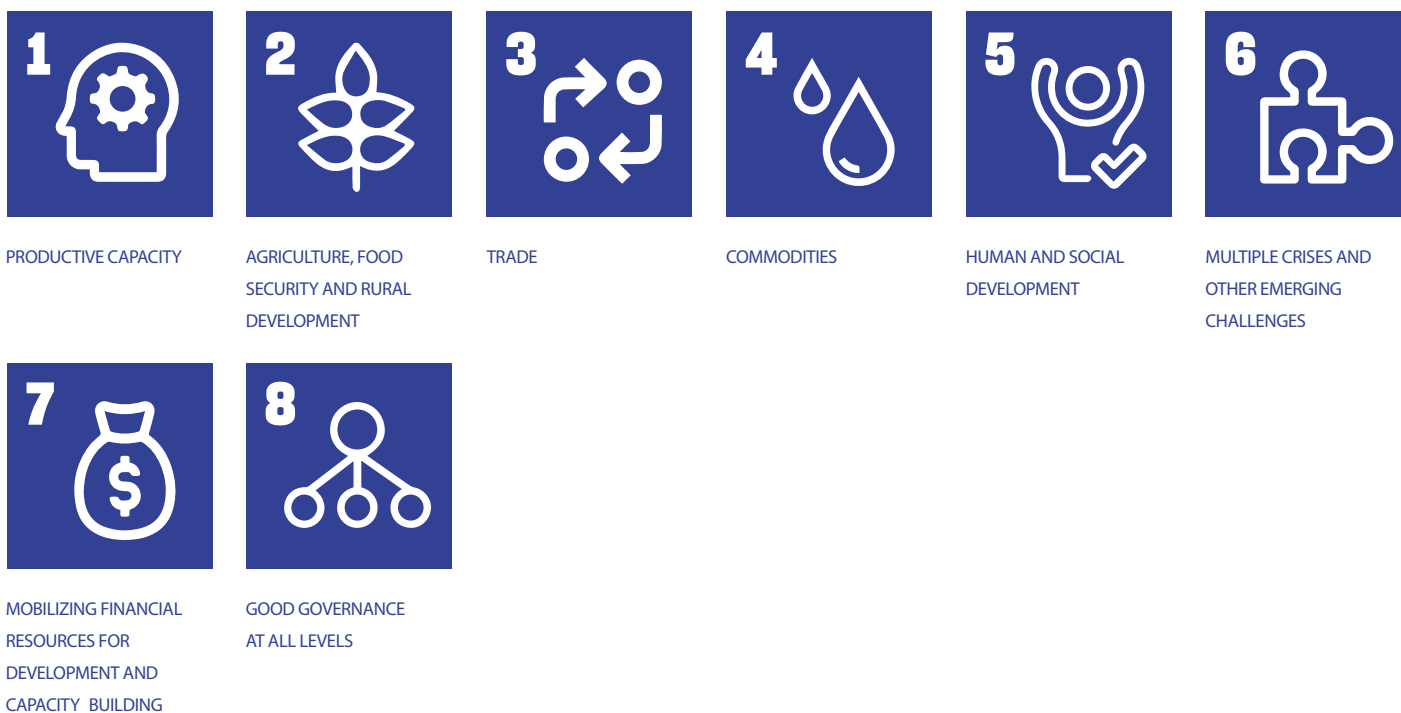 1
PRODUCTIVE CAPACITY
2
AGRICULTURE, FOOD
SECURITY AND RURAL
DEVELOPMENT
3
TRADE
4
COMMODITIES
5
HUMAN AND SOCIAL
DEVELOPMENT
6
MULTIPLE CRISES AND
OTHER EMERGING
CHALLENGES
7
$
MOBILIZING FINANCIAL
RESOURCES FOR
DEVELOPMENT AND
CAPACITY BUILDING
8
GOOD GOVERNANCE
AT ALL LEVELS